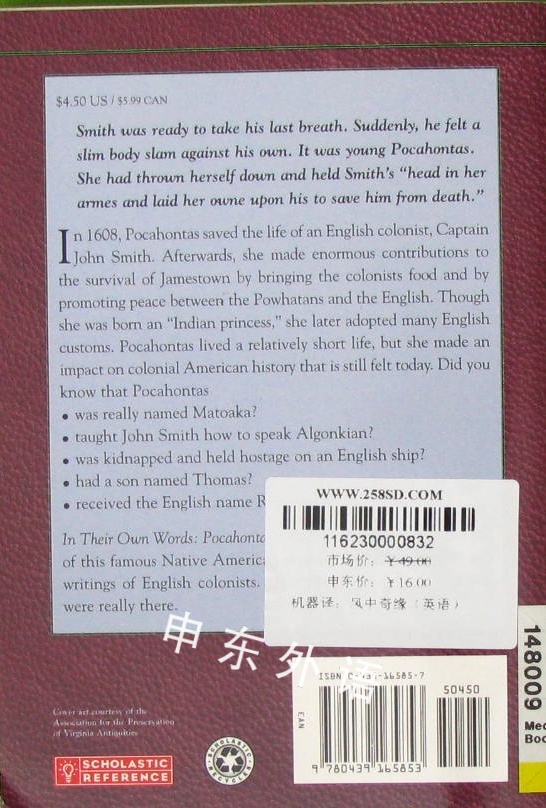 $4.50 US / $5.99 CAN
Smith was ready to take his last breath. Suddenly, he felt a
slim body slam against his own. It was young Pocahontas.
She had thrown herself down and held Smith's "head in her
armes and laid her owne upon his to save him from death."
In 1608, Pocahontas saved the life of an English colonist, Captain
John Smith. Afterwards, she made enormous contributions to
the survival of Jamestown by bringing the colonists food and by
promoting peace between the Powhatans and the English. Though
she was born an "Indian princess," she later adopted many English
customs. Pocahontas lived a relatively short life, but she made an
impact on colonial American history that is still felt today. Did you
know that Pocahontas
• was really named Matoaka?
• taught John Smith how to speak Algonkian?
• was kidnapped and held hostage on an English ship?
• had a son named Thomas?
• received the English name R
In Their Own Words: Pocahonta
of this famous Native America
writings of English colonists.
were really there.
WWW.258SD.COM
116230000832
市场价: ¥49.00
申东价: ¥16.00
机器译: 风中奇缘(英语)
申东外语
148009
Med
Boo
ISBN 0-439-16585-7
50450
EAN
9 780439 165853
Cover art courtesy of the
Association for the Preservation
of Virginia Antiquities
SCHOLASTIC
REFERENCE
SCHOLASTIC
RECYCLES